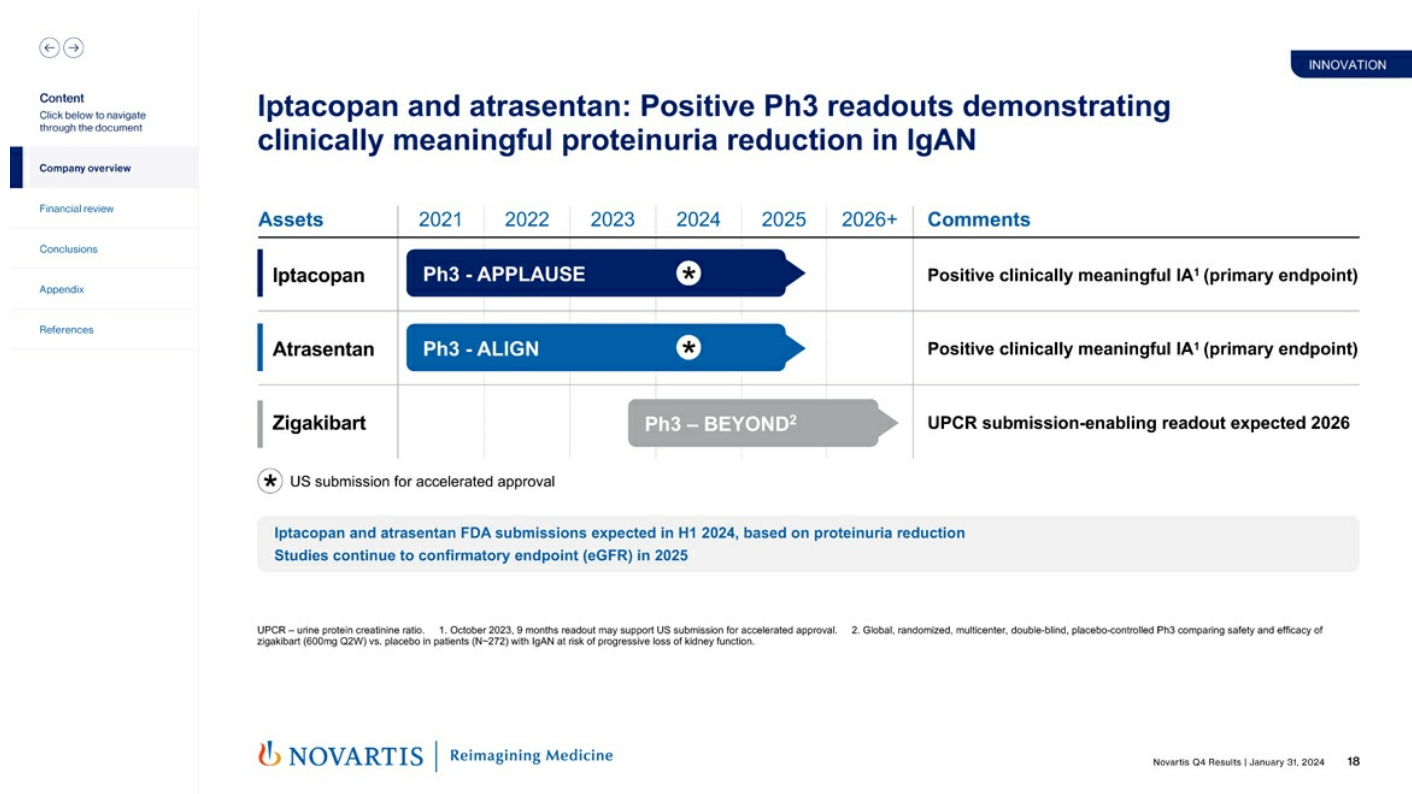 INNOVATION
Content
Click below to navigate
through the document
Company overview
Financial review
Conclusions
Appendix
References
Iptacopan and atrasentan: Positive Ph3 readouts demonstrating
clinically meaningful proteinuria reduction in IgAN
Assets 2021 2022 2023 2024 2025 2026+ Comments
Iptacopan Ph3 - APPLAUSE * Positive clinically meaningful IA¹ (primary endpoint)
Atrasentan Ph3 - ALIGN * Positive clinically meaningful IA¹ (primary endpoint)
Zigakibart Ph3 – BEYOND² UPCR submission-enabling readout expected 2026
* US submission for accelerated approval
Iptacopan and atrasentan FDA submissions expected in H1 2024, based on proteinuria reduction
Studies continue to confirmatory endpoint (eGFR) in 2025
UPCR – urine protein creatinine ratio. 1. October 2023, 9 months readout may support US submission for accelerated approval. 2. Global, randomized, multicenter, double-blind, placebo-controlled Ph3 comparing safety and efficacy of
zigakibart (600mg Q2W) vs. placebo in patients (N~272) with IgAN at risk of progressive loss of kidney function.
NOVARTIS | Reimagining Medicine
Novartis Q4 Results | January 31, 2024 18